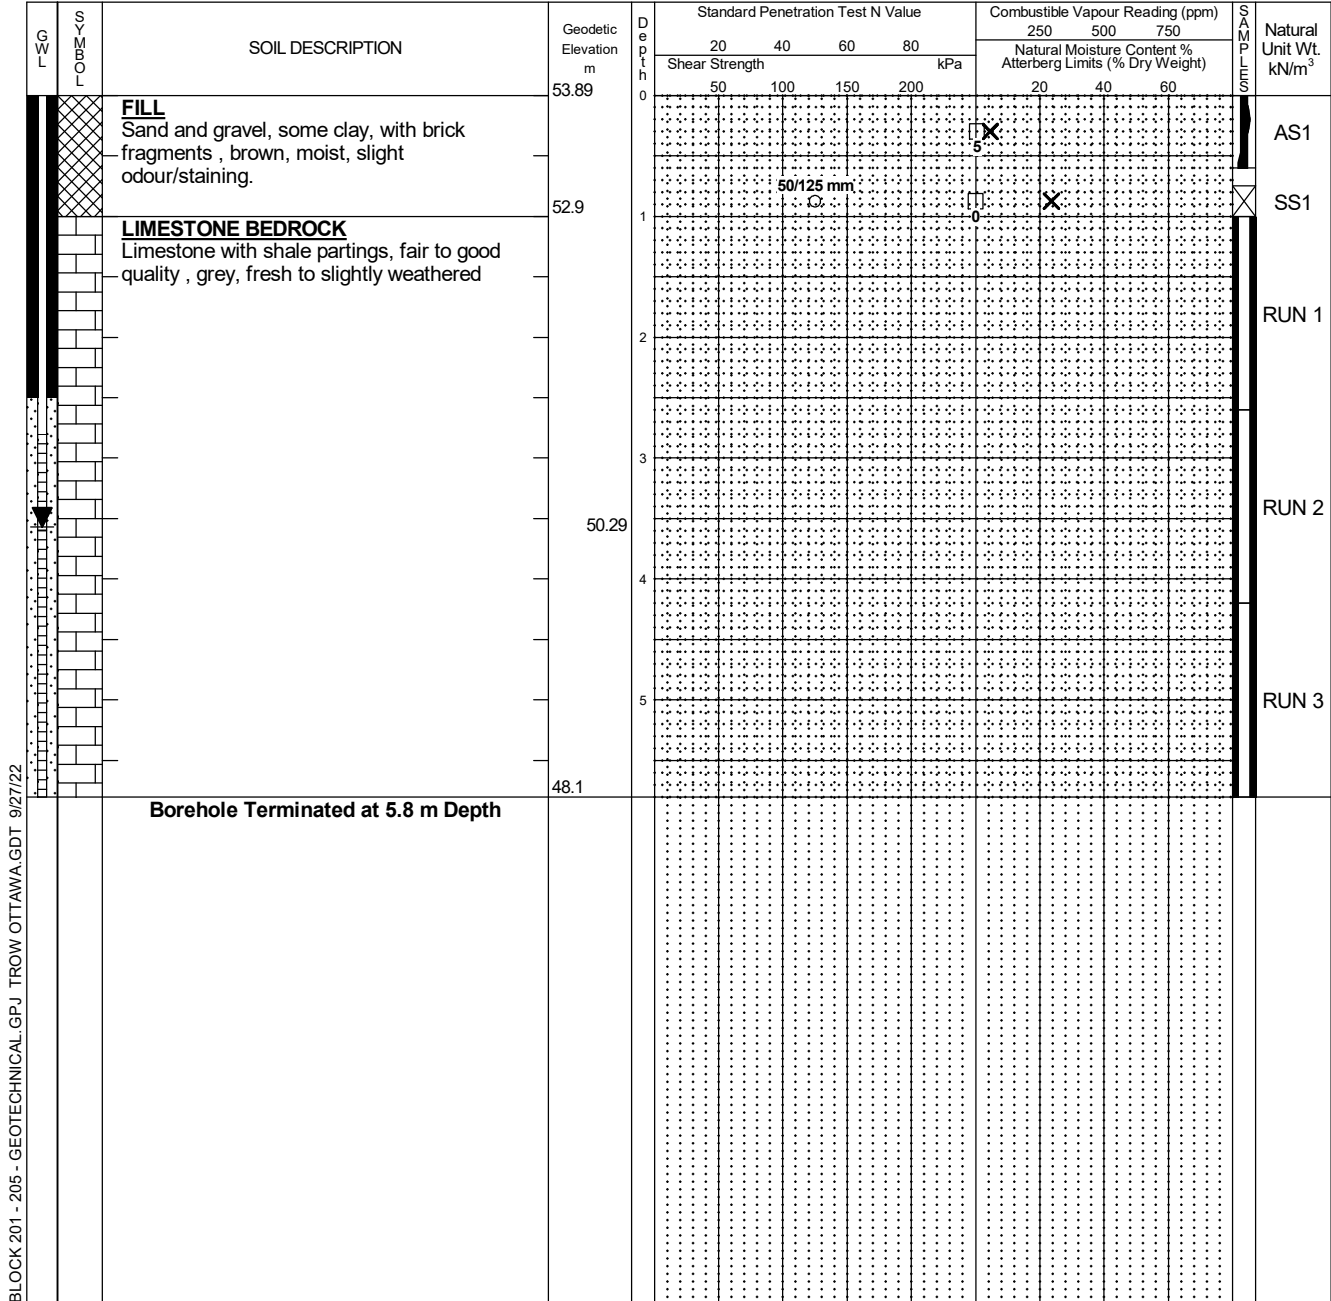 GWL
SYMBOL
SOIL DESCRIPTION
Geodetic
Elevation
m
Depth
Standard Penetration Test N Value
20 40 60 80
Shear Strength kPa
50 100 150 200
Combustible Vapour Reading (ppm)
250 500 750
Natural Moisture Content %
Atterberg Limits (% Dry Weight)
20 40 60
SAMPLES
Natural
Unit Wt.
kN/m³
53.89
0
FILL
Sand and gravel, some clay, with brick
fragments , brown, moist, slight
odour/staining.
5
AS1
50/125 mm
0
SS1
52.9
1
LIMESTONE BEDROCK
Limestone with shale partings, fair to good
quality , grey, fresh to slightly weathered
RUN 1
2
3
RUN 2
50.29
4
5
RUN 3
48.1
Borehole Terminated at 5.8 m Depth
BLOCK 201 - 205 - GEOTECHNICAL.GPJ TROW OTTAWA.GDT 9/27/22